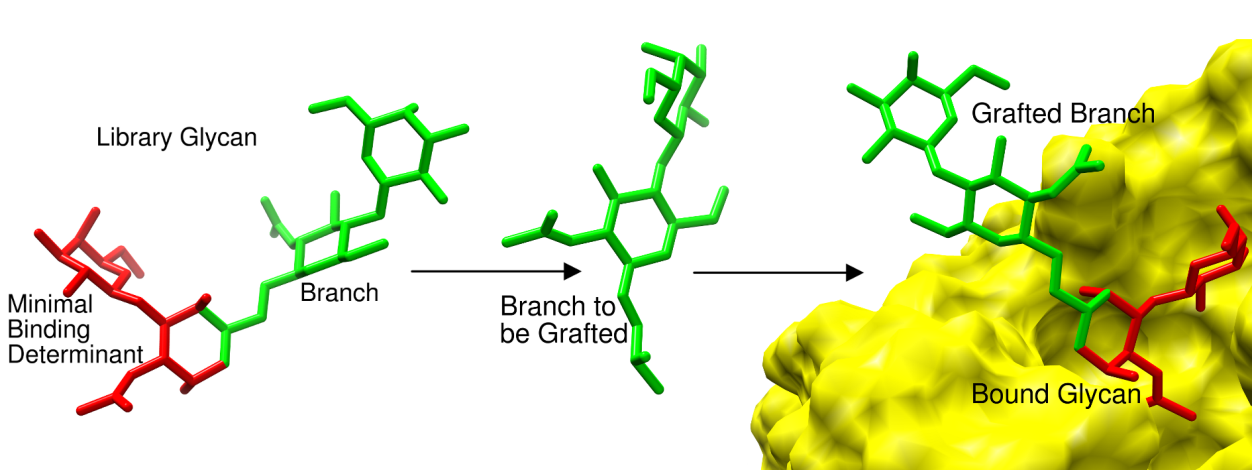 Library Glycan
Minimal
Binding
Determinant
Branch
Branch to
be Grafted
Grafted Branch
Bound Glycan